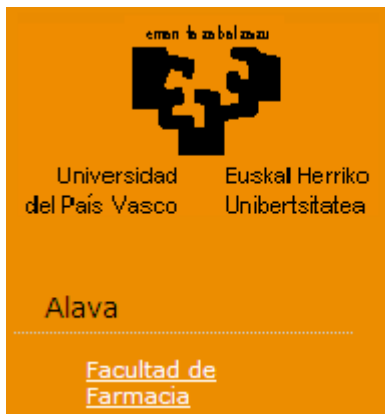 eman ta zabal zazu
Universidad Euskal Herriko
del País Vasco Unibertsitatea
Alava
Facultad de
Farmacia